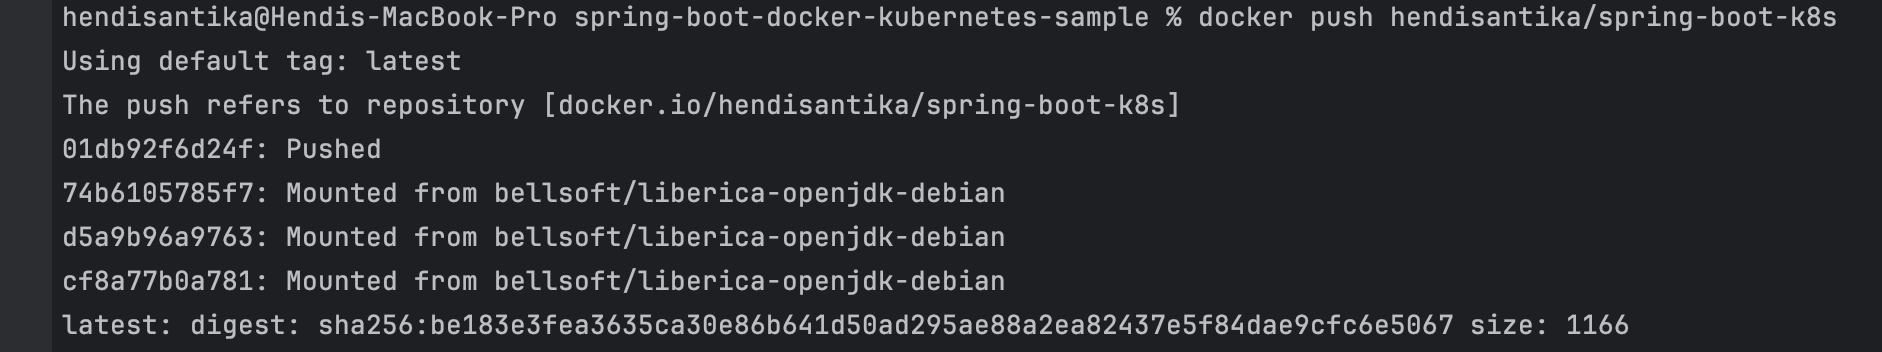 hendisantika@Hendis-MacBook-Pro spring-boot-docker-kubernetes-sample % docker push hendisantika/spring-boot-k8s
Using default tag: latest
The push refers to repository [docker.io/hendisantika/spring-boot-k8s]
01db92f6d24f: Pushed
74b6105785f7: Mounted from bellsoft/liberica-openjdk-debian
d5a9b96a9763: Mounted from bellsoft/liberica-openjdk-debian
cf8a77b0a781: Mounted from bellsoft/liberica-openjdk-debian
latest: digest: sha256:be183e3fea3635ca30e86b641d50ad295ae88a2ea82437e5f84dae9cfc6e5067 size: 1166